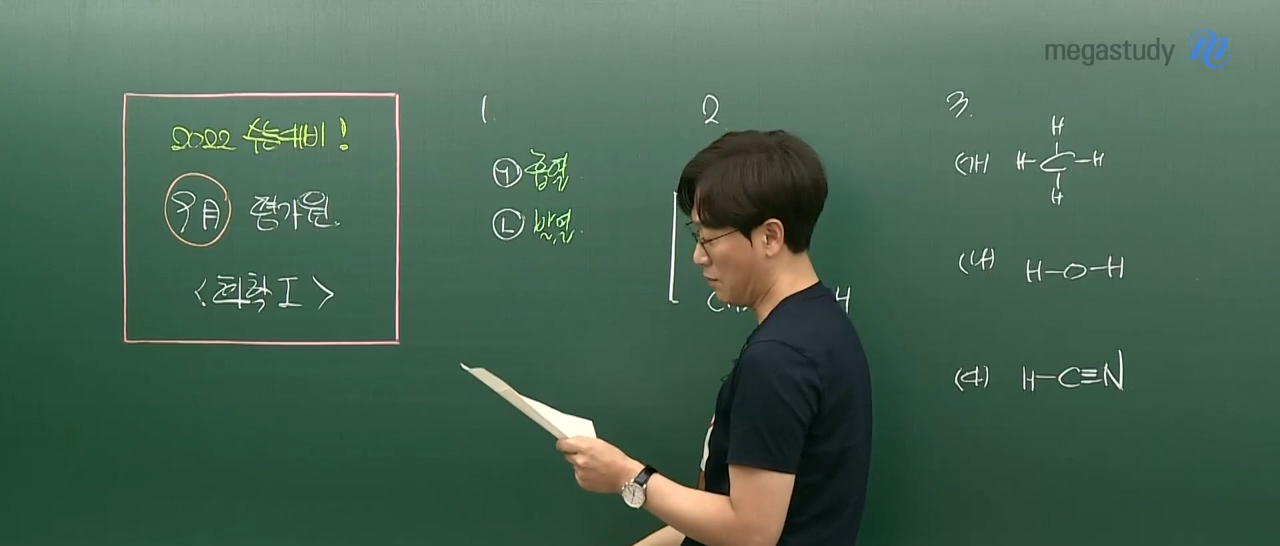 megastudy
2022 수능대비!
9月 평가원.
<화학 I>
1.
㉠ 흡열.
㉡ 발열.
2
3.
(가) H
H-C-H
H
(나) H-O-H
(다) H-C≡N